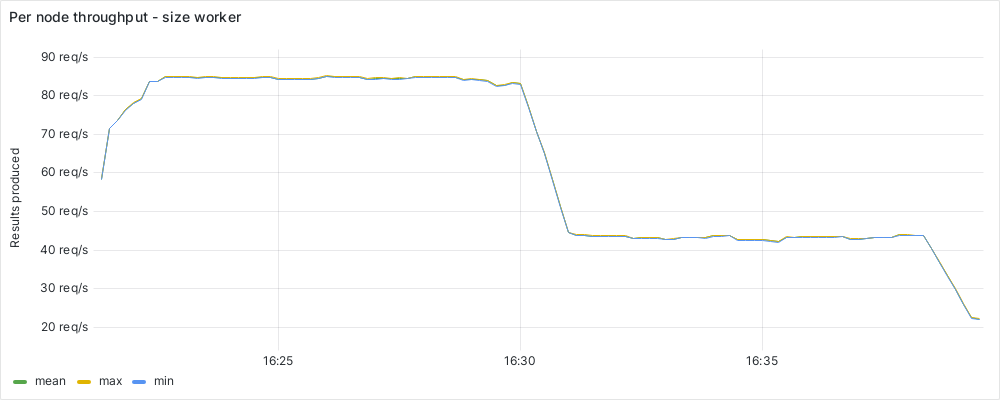 Per node throughput - size worker
Results produced
90 req/s
80 req/s
70 req/s
60 req/s
50 req/s
40 req/s
30 req/s
20 req/s
16:25 16:30 16:35
mean max min